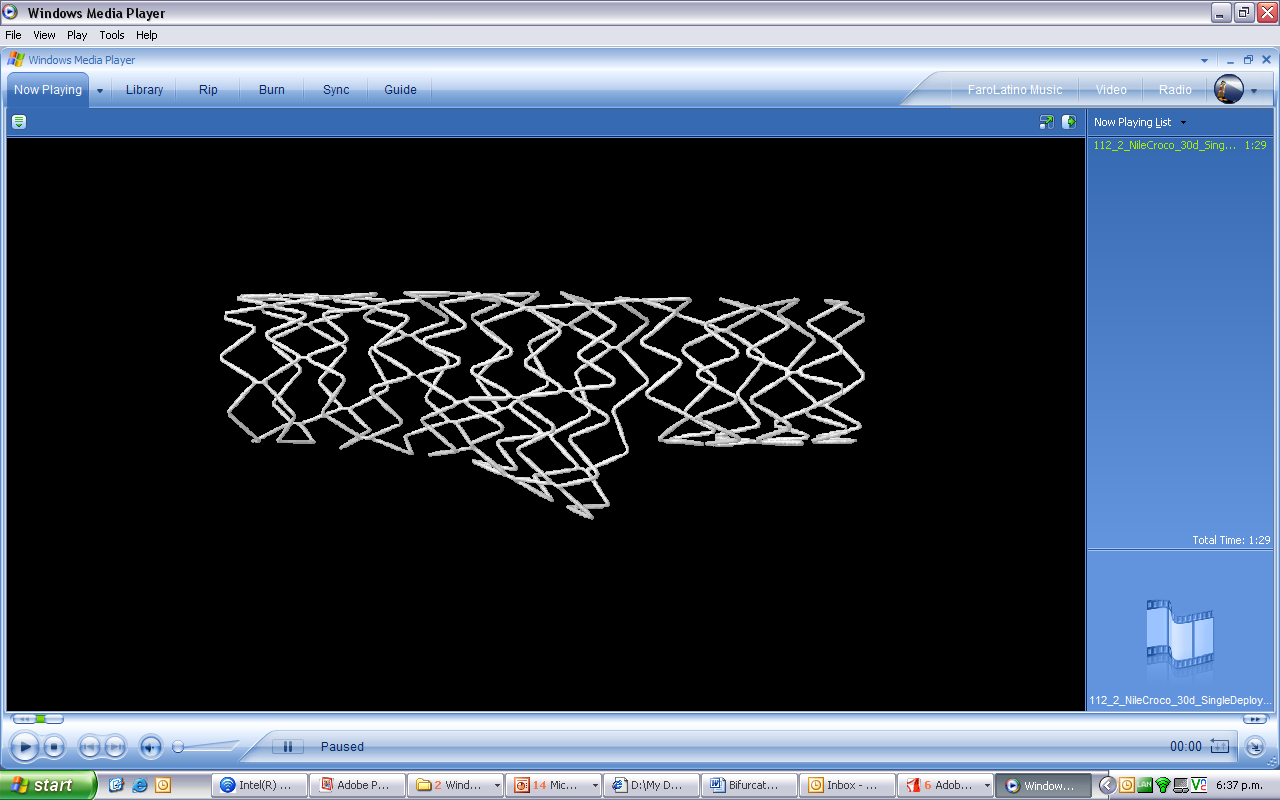 Windows Media Player
File View Play Tools Help
Windows Media Player
Now Playing Library Rip Burn Sync Guide FaroLatino Music Video Radio
Now Playing List
112_2_NileCroco_30d_Sing... 1:29
Total Time: 1:29
112_2_NileCroco_30d_SingleDeploy...
Paused 00:00
start Intel(R) ... Adobe P... 2 Wind... 14 Mic... D:\My D... Bifurcat... Inbox - ... 6 Adob... Window... LAN V2 6:37 p.m.